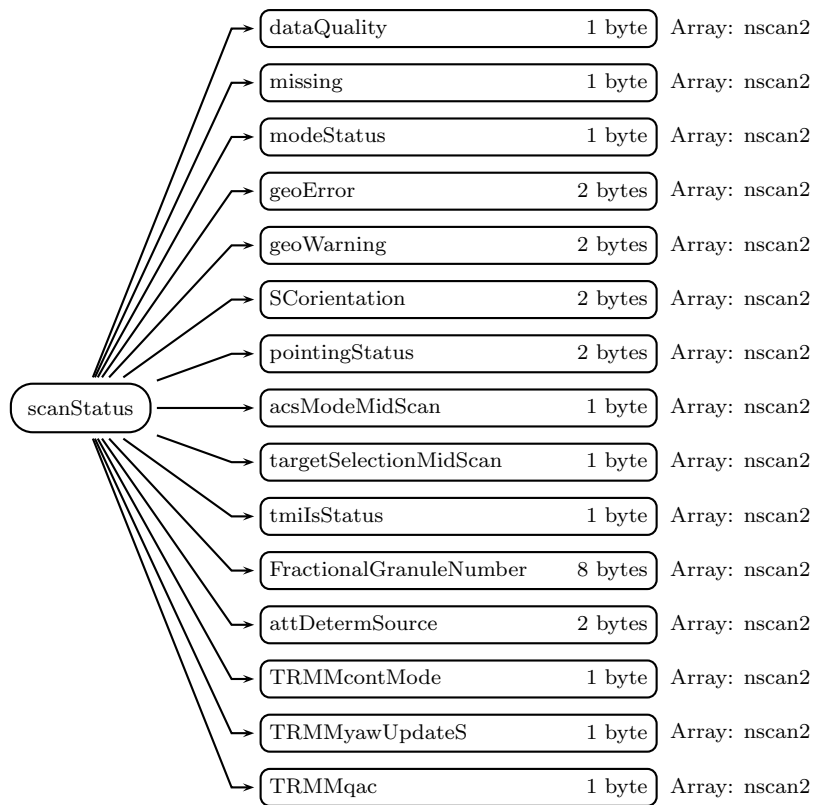 dataQuality 1 byte Array: nscan2
missing 1 byte Array: nscan2
modeStatus 1 byte Array: nscan2
geoError 2 bytes Array: nscan2
geoWarning 2 bytes Array: nscan2
SCorientation 2 bytes Array: nscan2
pointingStatus 2 bytes Array: nscan2
scanStatus acsModeMidScan 1 byte Array: nscan2
targetSelectionMidScan 1 byte Array: nscan2
tmiIsStatus 1 byte Array: nscan2
FractionalGranuleNumber 8 bytes Array: nscan2
attDetermSource 2 bytes Array: nscan2
TRMMcontMode 1 byte Array: nscan2
TRMMyawUpdateS 1 byte Array: nscan2
TRMMqac 1 byte Array: nscan2